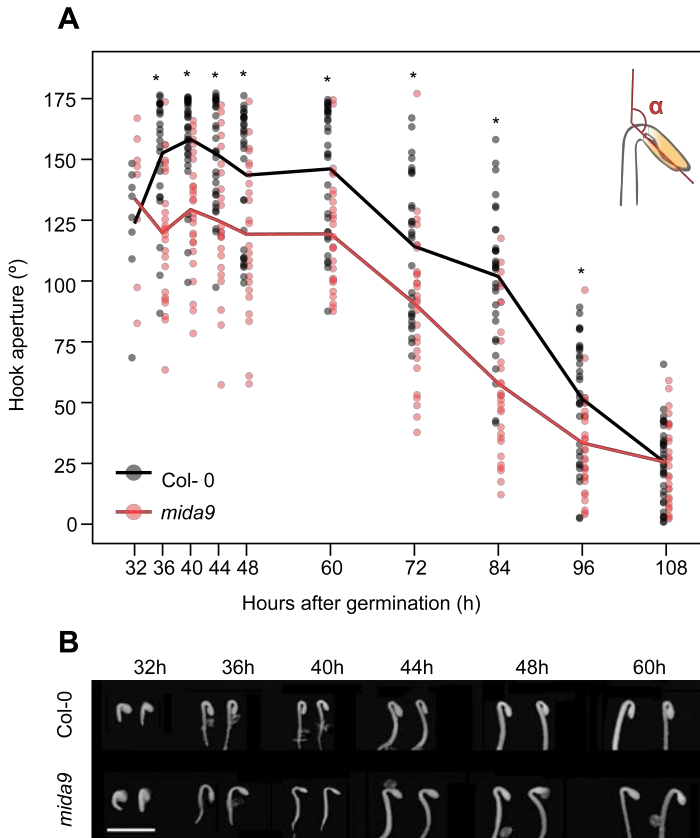 A
* * * * * * * * *
175
150
125
100
75
50
25
0
Hook aperture (º)
α
Col- 0
mida9
32 36 40 44 48 60 72 84 96 108
Hours after germination (h)
B
32h 36h 40h 44h 48h 60h
Col-0
mida9